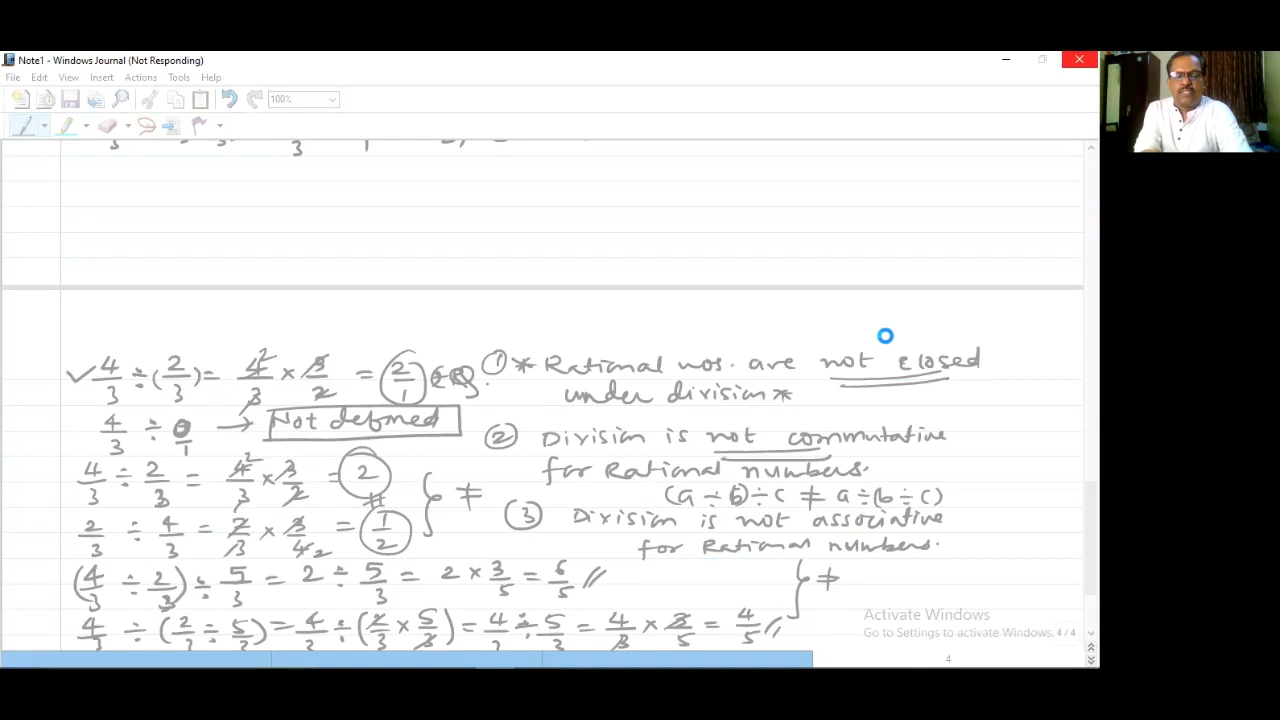 Note1 - Windows Journal (Not Responding)
File Edit View Insert Actions Tools Help
100%
4/3 ÷ (2/3) = 4/3 2 × 3/2 = 2/1 ∈ Q
① * Rational nos. are not closed
under division *
4/3 ÷ 0/1 → Not defined
② Division is not commutative
for Rational numbers.
4/3 ÷ 2/3 = 4/3 2 × 3/2 = 2
≠
(a ÷ b) ÷ c ≠ a ÷ (b ÷ c)
2/3 ÷ 4/3 = 2/3 × 3/4 2 = 1/2
③ Division is not associative
for Rational numbers.
(4/3 ÷ 2/3) ÷ 5/3 = 2 ÷ 5/3 = 2 × 3/5 = 6/5 //
≠
4/3 ÷ (2/3 ÷ 5/3) = 4/3 ÷ (2/3 × 5/3) = 4/3 ÷ 5/3 = 4/3 × 3/5 = 4/5 //
Activate Windows
Go to Settings to activate Windows.
4 / 4
4